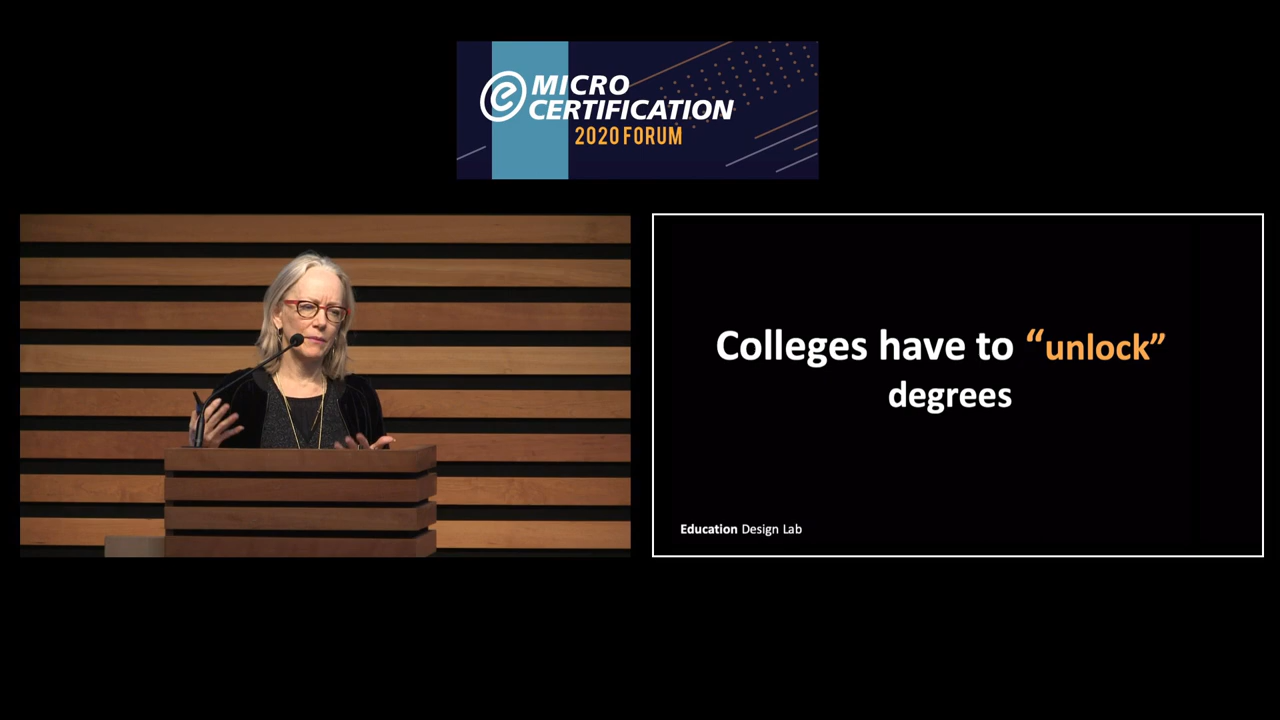 MICRO
CERTIFICATION
2020 FORUM
Colleges have to “unlock”
degrees
Education Design Lab